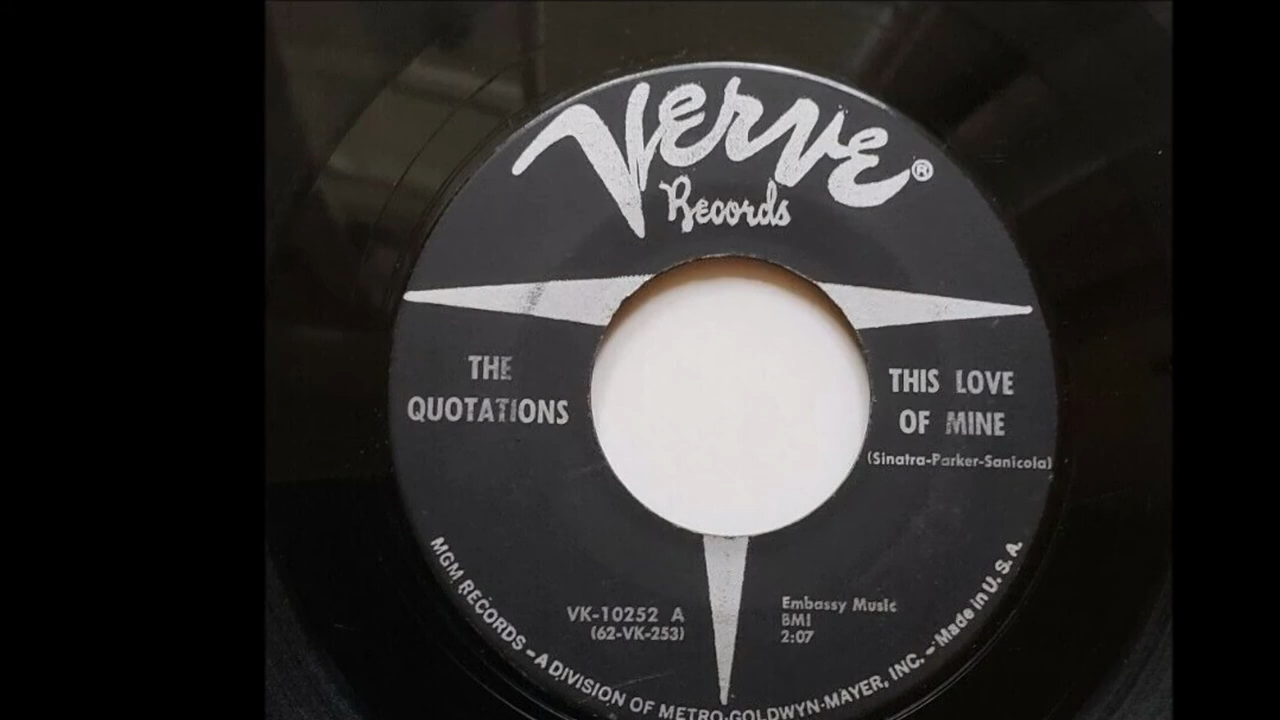 Verve®
Records
THE
QUOTATIONS
THIS LOVE
OF MINE
(Sinatra-Parker-Sanicola)
VK-10252 A
(62-VK-253)
Embassy Music
BMI
2:07
MGM RECORDS - A DIVISION OF METRO-GOLDWYN-MAYER, INC. - Made in U. S. A.